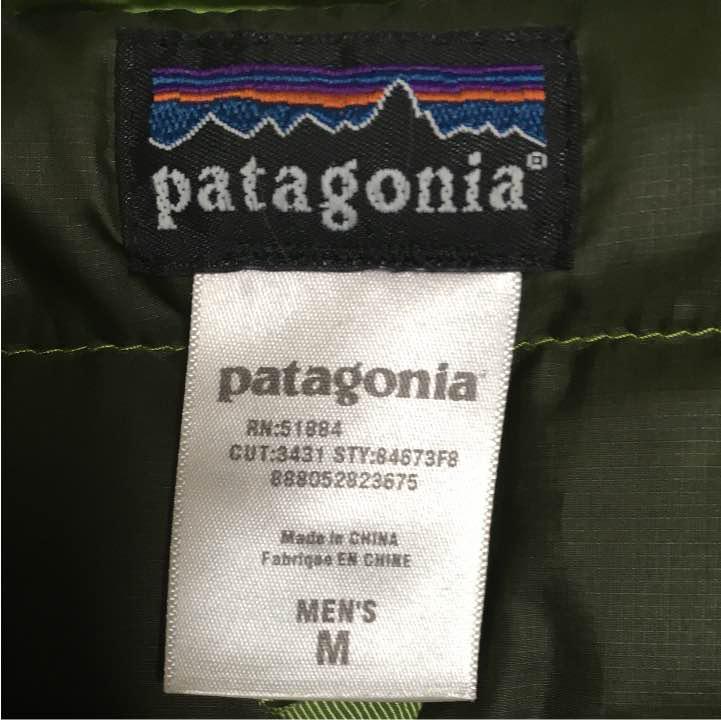 patagonia®
patagonia®
RN:51884
CUT:3431 STY:84673F8
888052823675
Made in CHINA
Fabriqué EN CHINE
MEN'S
M